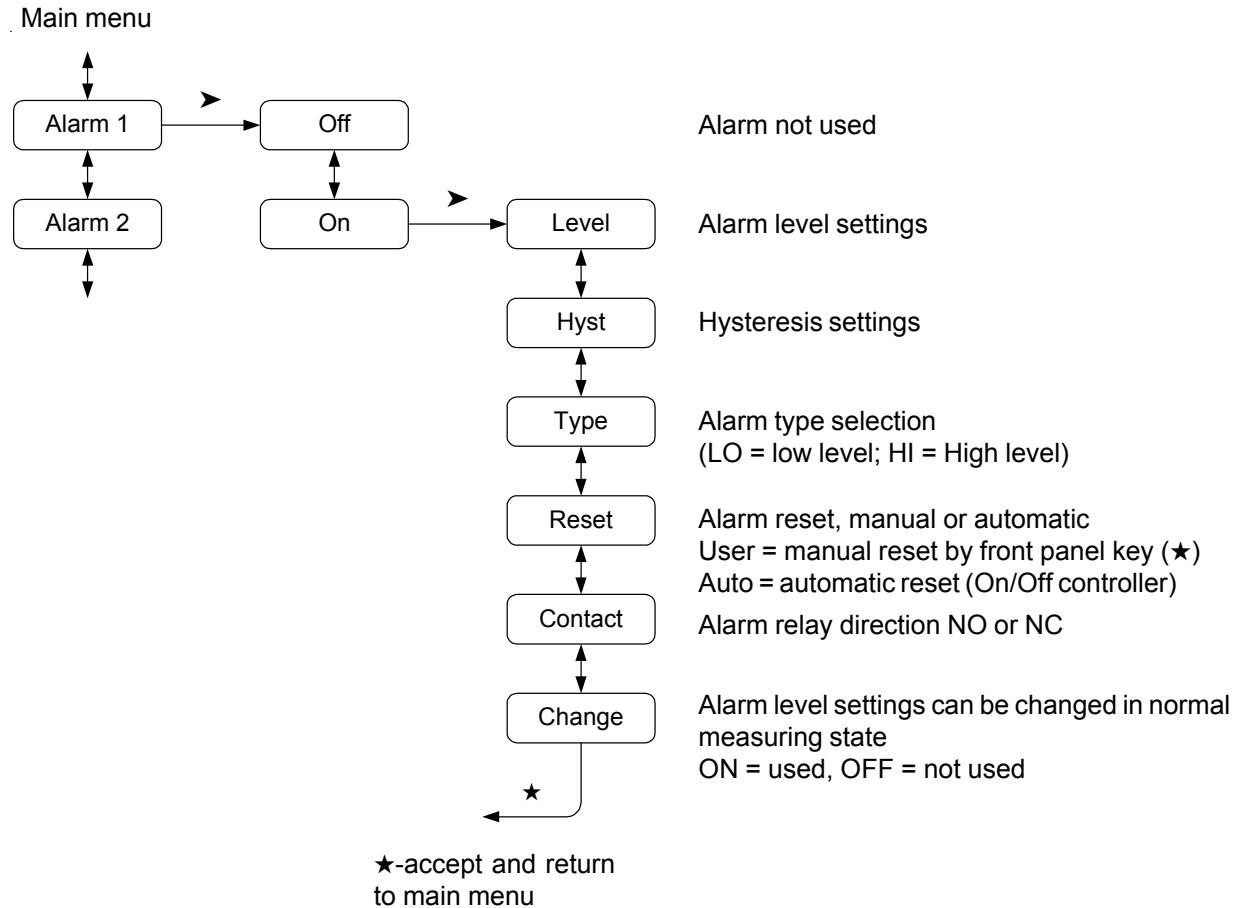 Main menu
➤
Alarm 1
Off
Alarm not used
➤
Alarm 2
On
Level
Alarm level settings
Hyst
Hysteresis settings
Type
Alarm type selection
(LO = low level; HI = High level)
Reset
Alarm reset, manual or automatic
User = manual reset by front panel key (★)
Auto = automatic reset (On/Off controller)
Contact
Alarm relay direction NO or NC
Change
Alarm level settings can be changed in normal
measuring state
ON = used, OFF = not used
★
★-accept and return
to main menu